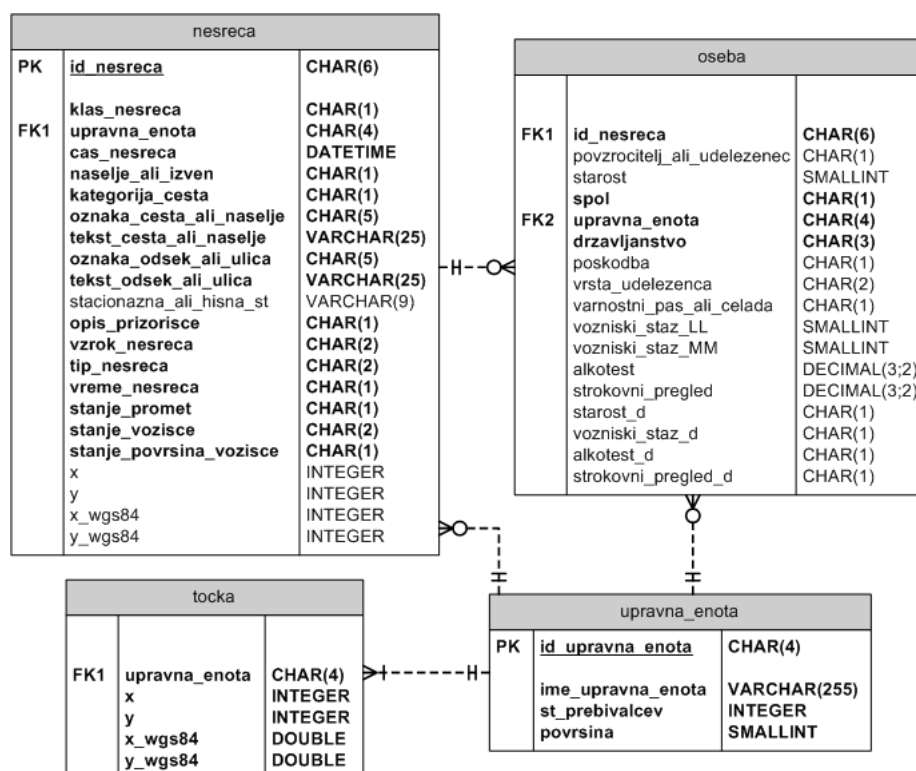 nesreca
PK id_nesreca CHAR(6)
klas_nesreca CHAR(1)
FK1 upravna_enota CHAR(4)
cas_nesreca DATETIME
naselje_ali_izven CHAR(1)
kategorija_cesta CHAR(1)
oznaka_cesta_ali_naselje CHAR(5)
tekst_cesta_ali_naselje VARCHAR(25)
oznaka_odsek_ali_ulica CHAR(5)
tekst_odsek_ali_ulica VARCHAR(25)
stacionazna_ali_hisna_st VARCHAR(9)
opis_prizorisce CHAR(1)
vzrok_nesreca CHAR(2)
tip_nesreca CHAR(2)
vreme_nesreca CHAR(1)
stanje_promet CHAR(1)
stanje_vozisce CHAR(2)
stanje_povrsina_vozisce CHAR(1)
x INTEGER
y INTEGER
x_wgs84 INTEGER
y_wgs84 INTEGER
oseba
FK1 id_nesreca CHAR(6)
povzrocitelj_ali_udelezenec CHAR(1)
starost SMALLINT
spol CHAR(1)
FK2 upravna_enota CHAR(4)
drzavljanstvo CHAR(3)
poskodba CHAR(1)
vrsta_udelezenca CHAR(2)
varnostni_pas_ali_celada CHAR(1)
vozniski_staz_LL SMALLINT
vozniski_staz_MM SMALLINT
alkotest DECIMAL(3;2)
strokovni_pregled DECIMAL(3;2)
starost_d CHAR(1)
vozniski_staz_d CHAR(1)
alkotest_d CHAR(1)
strokovni_pregled_d CHAR(1)
tocka
FK1 upravna_enota CHAR(4)
x INTEGER
y INTEGER
x_wgs84 DOUBLE
y_wgs84 DOUBLE
upravna_enota
PK id_upravna_enota CHAR(4)
ime_upravna_enota VARCHAR(255)
st_prebivalcev INTEGER
povrsina SMALLINT